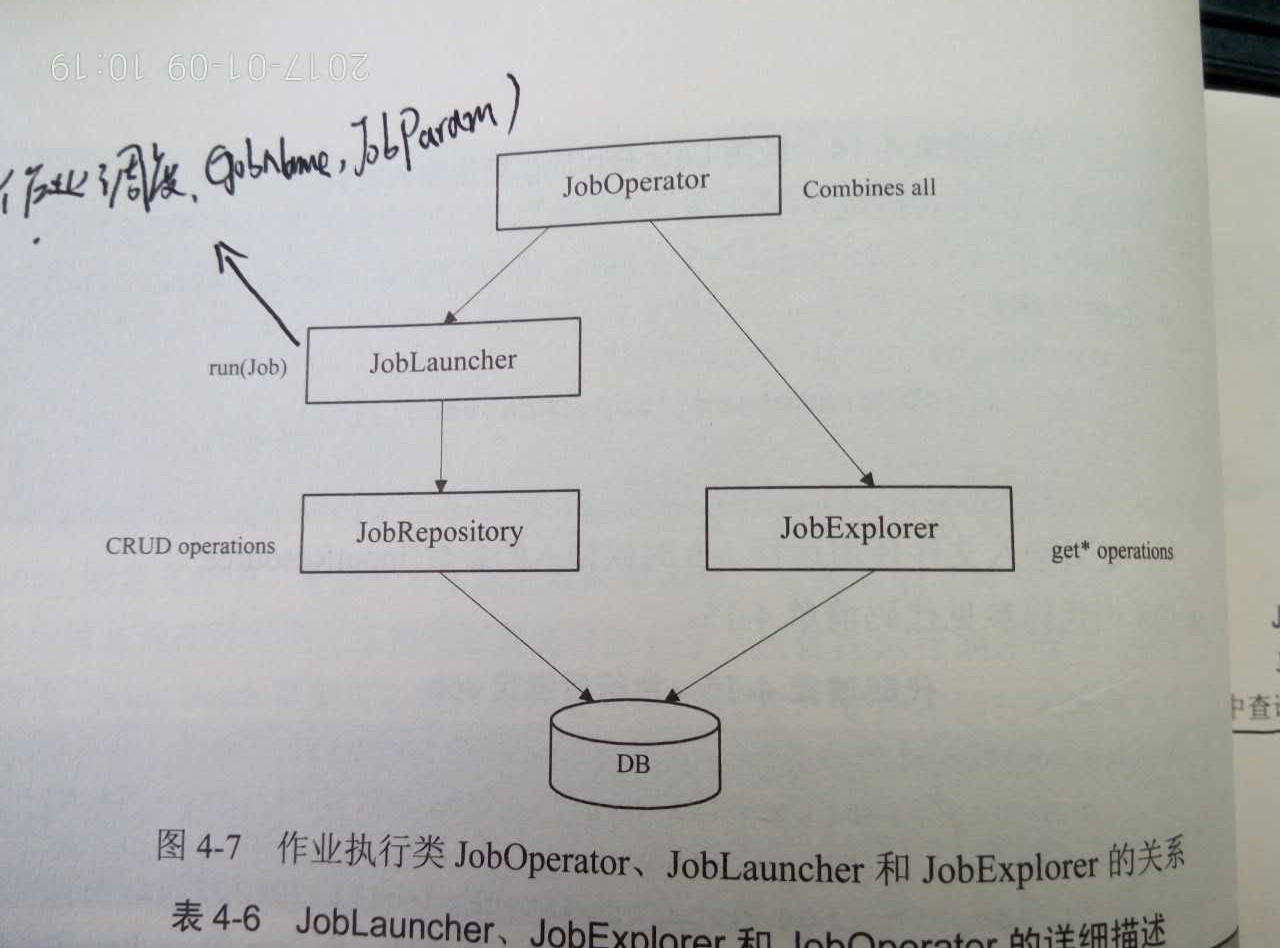 2017-01-09 10:19
作业调度, (JobName, JobParam)
JobOperator
Combines all
run(Job)
JobLauncher
CRUD operations
JobRepository
JobExplorer
get* operations
DB
中查
图 4-7 作业执行类 JobOperator、JobLauncher 和 JobExplorer 的关系
表 4-6 JobLauncher、JobExplorer 和 JobOperator 的详细描述